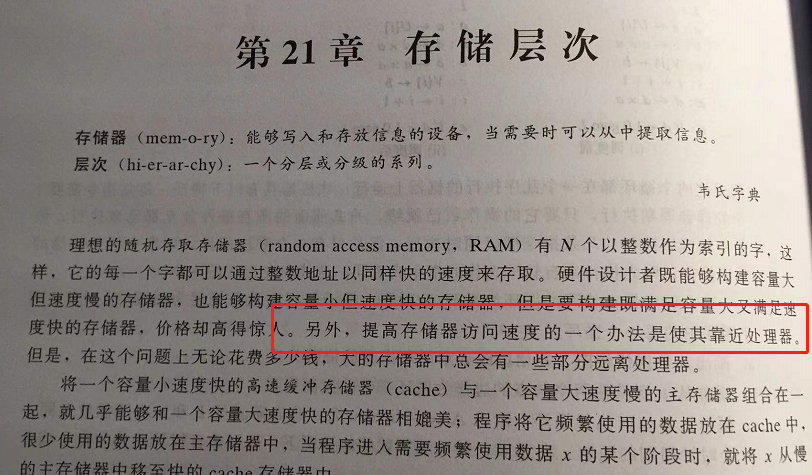 第 21 章 存储层次
存储器（mem-o-ry）：能够写入和存放信息的设备，当需要时可以从中提取信息。
层次（hi-er-ar-chy）：一个分层或分级的系列。
韦氏字典
理想的随机存取存储器（random access memory，RAM）有 N 个以整数作为索引的字，这
样，它的每一个字都可以通过整数地址以同样快的速度来存取。硬件设计者既能够构建容量大
但速度慢的存储器，也能够构建容量小但速度快的存储器，但是要构建既满足容量大又满足速
度快的存储器，价格却高得惊人。另外，提高存储器访问速度的一个办法是使其靠近处理器。
但是，在这个问题上无论花费多少钱，大的存储器中总会有一些部分远离处理器。
将一个容量小速度快的高速缓冲存储器（cache）与一个容量大速度慢的主存储器组合在一
起，就几乎能够和一个容量大速度快的存储器相媲美；程序将它频繁使用的数据放在 cache 中，
很少使用的数据放在主存储器中，当程序进入需要频繁使用数据 x 的某个阶段时，就将 x 从慢
的主存储器中移至快的 cache 存储器中